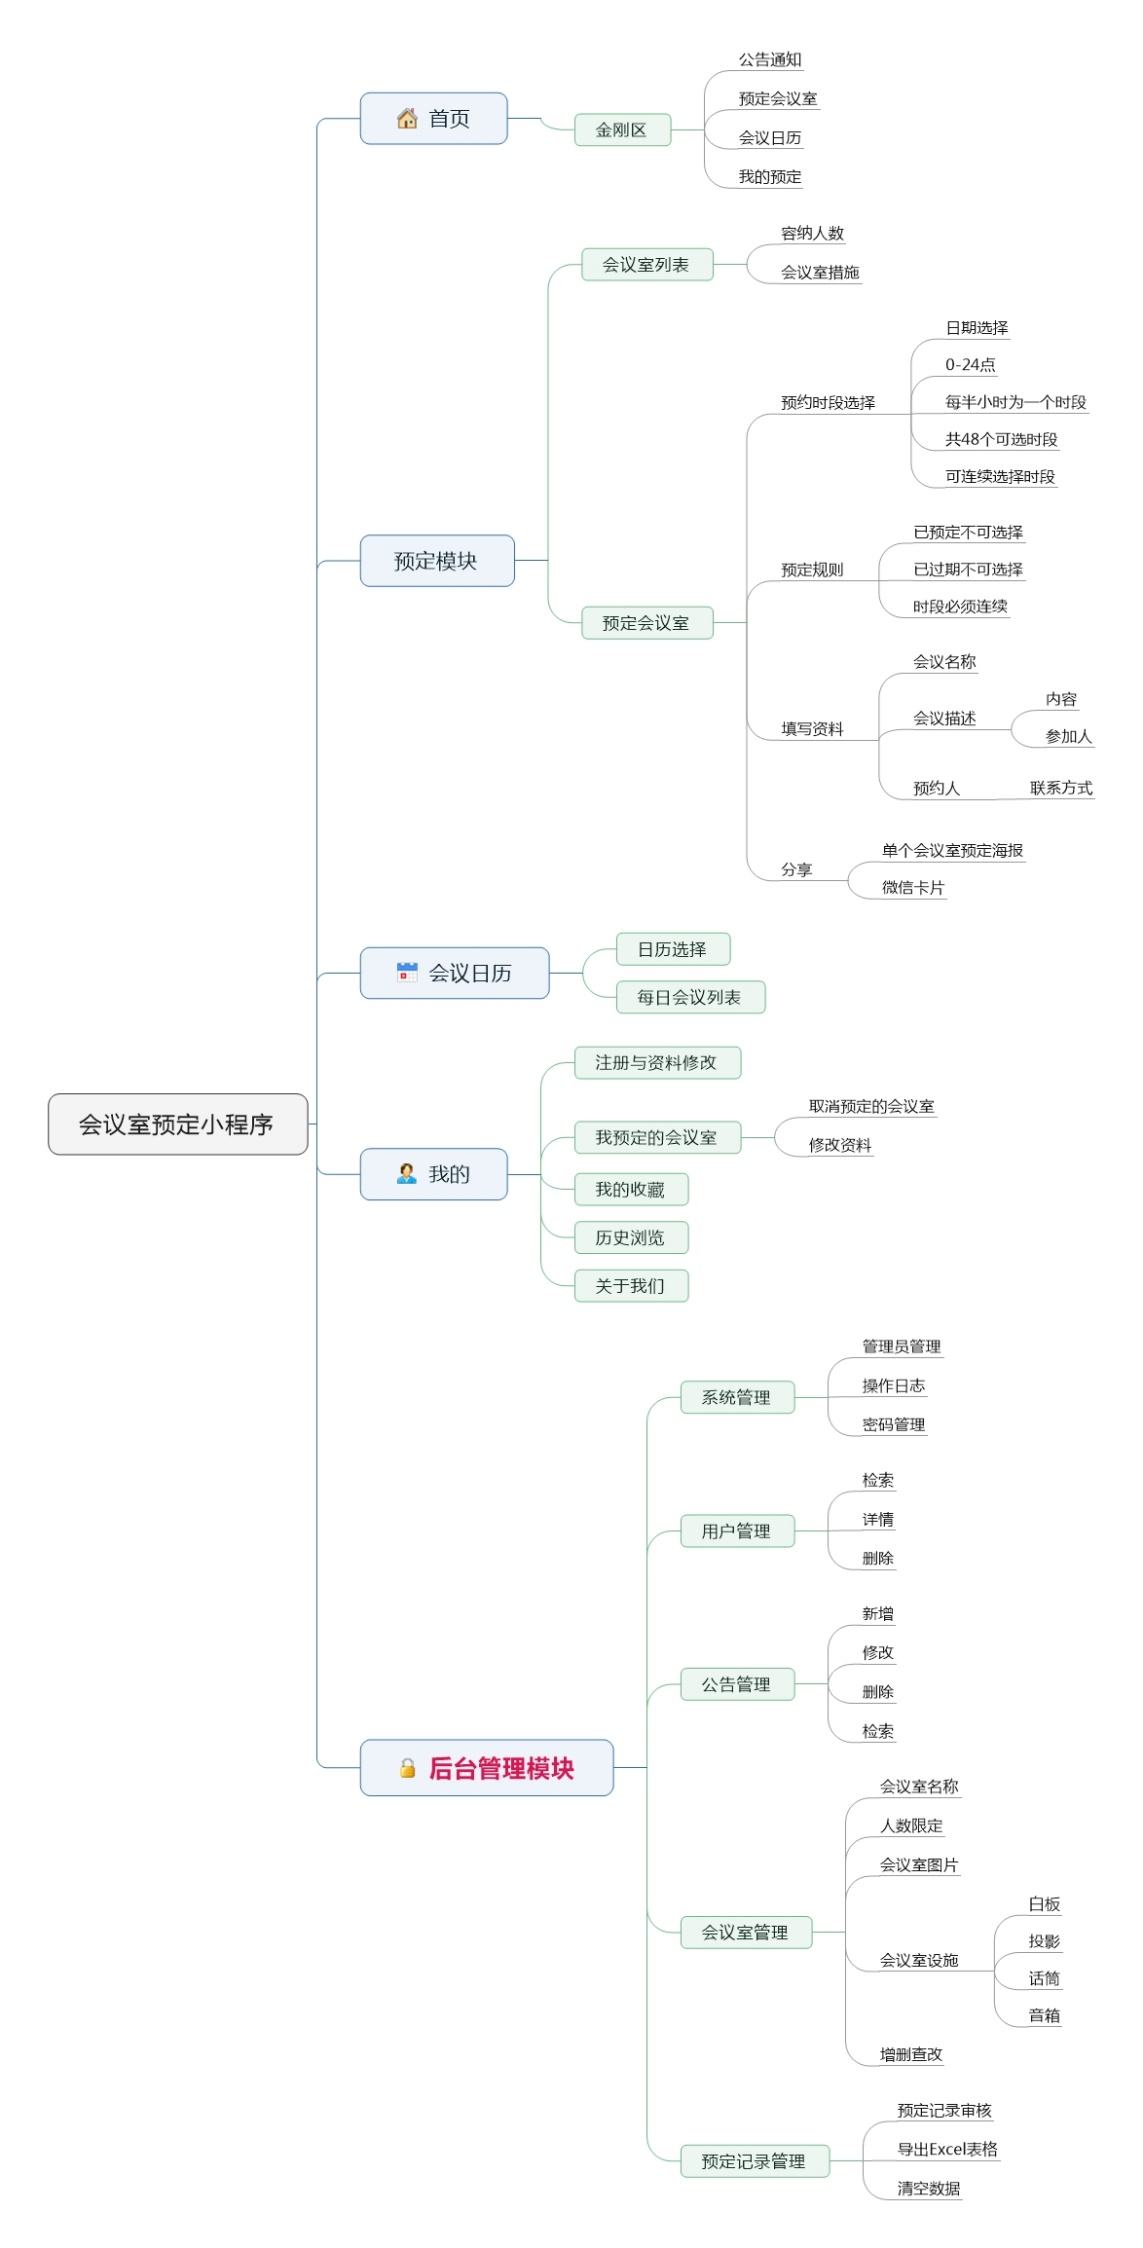 会议室预定小程序
首页
金刚区
公告通知
预定会议室
会议日历
我的预定
预定模块
会议室列表
容纳人数
会议室措施
预定会议室
预约时段选择
日期选择
0-24点
每半小时为一个时段
共48个可选时段
可连续选择时段
预定规则
已预定不可选择
已过期不可选择
时段必须连续
填写资料
会议名称
会议描述
内容
参加人
预约人
联系方式
分享
单个会议室预定海报
微信卡片
会议日历
日历选择
每日会议列表
我的
注册与资料修改
我预定的会议室
取消预定的会议室
修改资料
我的收藏
历史浏览
关于我们
后台管理模块
系统管理
管理员管理
操作日志
密码管理
用户管理
检索
详情
删除
公告管理
新增
修改
删除
检索
会议室管理
会议室名称
人数限定
会议室图片
会议室设施
白板
投影
话筒
音箱
增删查改
预定记录管理
预定记录审核
导出Excel表格
清空数据